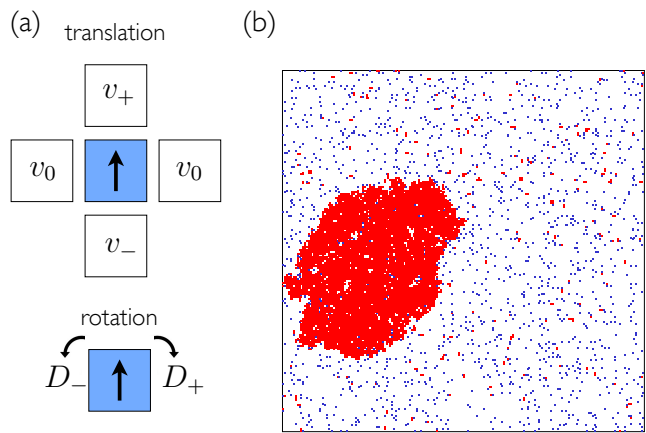 (a)
translation
v₊
v₀
v₀
v₋
rotation
D₋
D₊
(b)